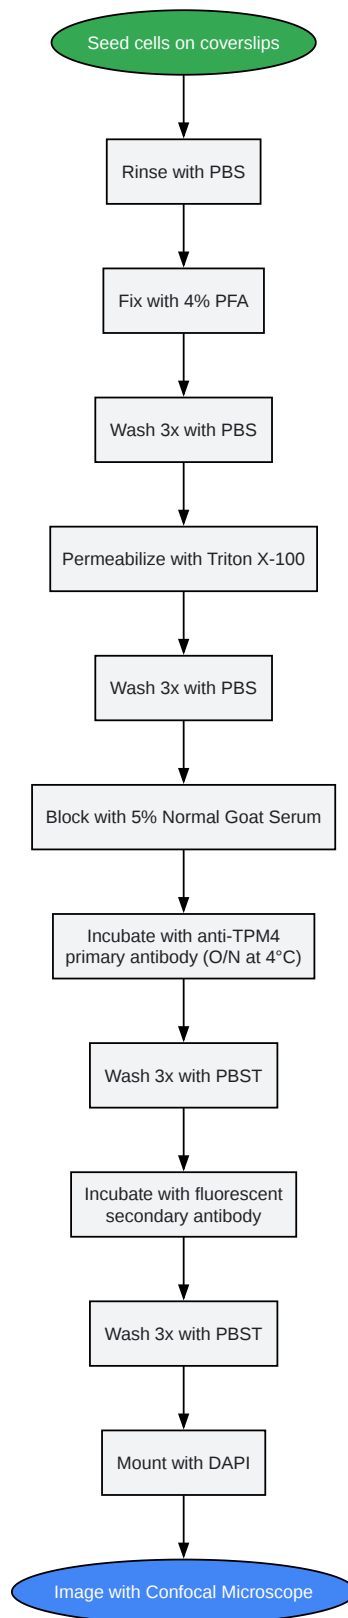 Seed cells on coverslips
Rinse with PBS
Fix with 4% PFA
Wash 3x with PBS
Permeabilize with Triton X-100
Wash 3x with PBS
Block with 5% Normal Goat Serum
Incubate with anti-TPM4
primary antibody (O/N at 4°C)
Wash 3x with PBST
Incubate with fluorescent
secondary antibody
Wash 3x with PBST
Mount with DAPI
Image with Confocal Microscope